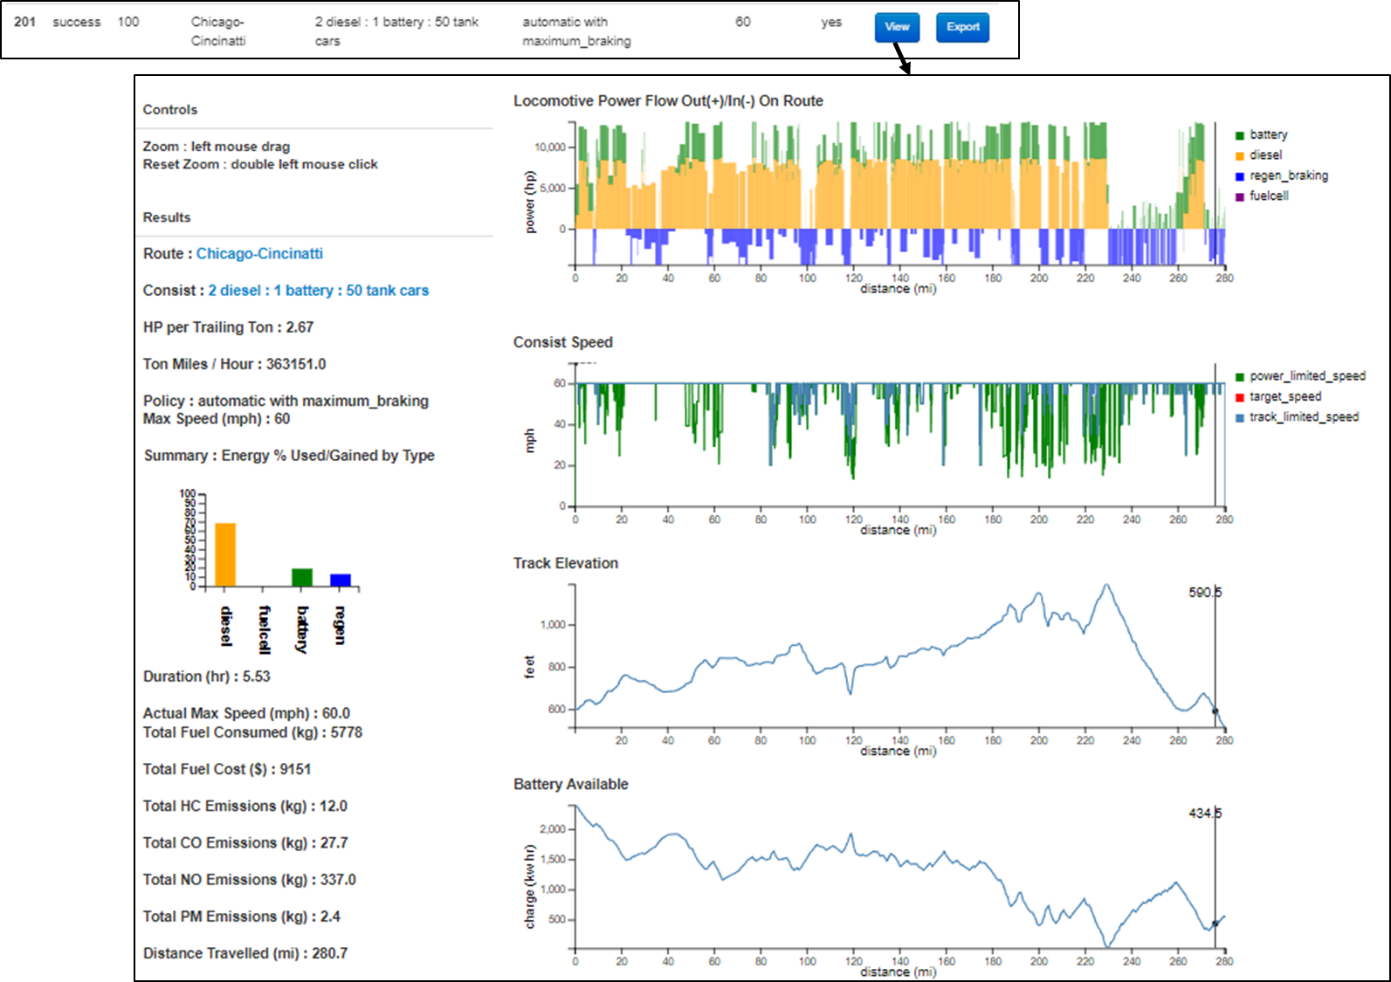 201 success 100 Chicago- 2 diesel : 1 battery : 50 tank automatic with 60 yes View Export
Cincinatti cars maximum_braking
Controls
Zoom : left mouse drag
Reset Zoom : double left mouse click
Results
Route : Chicago-Cincinatti
Consist : 2 diesel : 1 battery : 50 tank cars
HP per Trailing Ton : 2.67
Ton Miles / Hour : 363151.0
Policy : automatic with maximum_braking
Max Speed (mph) : 60
Summary : Energy % Used/Gained by Type
100
90
80
70
60
50
40
30
20
10
0
diesel
fuelcell
battery
regen
Duration (hr) : 5.53
Actual Max Speed (mph) : 60.0
Total Fuel Consumed (kg) : 5778
Total Fuel Cost ($) : 9151
Total HC Emissions (kg) : 12.0
Total CO Emissions (kg) : 27.7
Total NO Emissions (kg) : 337.0
Total PM Emissions (kg) : 2.4
Distance Travelled (mi) : 280.7
Locomotive Power Flow Out(+)/In(-) On Route
power (hp)
10,000
5,000
0
0 20 40 60 80 100 120 140 160 180 200 220 240 260 280
distance (mi)
battery
diesel
regen_braking
fuelcell
Consist Speed
mph
60
40
20
0
0 20 40 60 80 100 120 140 160 180 200 220 240 260 280
distance (mi)
power_limited_speed
target_speed
track_limited_speed
Track Elevation
590.5
feet
1,000
800
600
20 40 60 80 100 120 140 160 180 200 220 240 260 280
distance (mi)
Battery Available
434.5
charge (kw hr)
2,000
1,500
1,000
500
0 20 40 60 80 100 120 140 160 180 200 220 240 260 280
distance (mi)